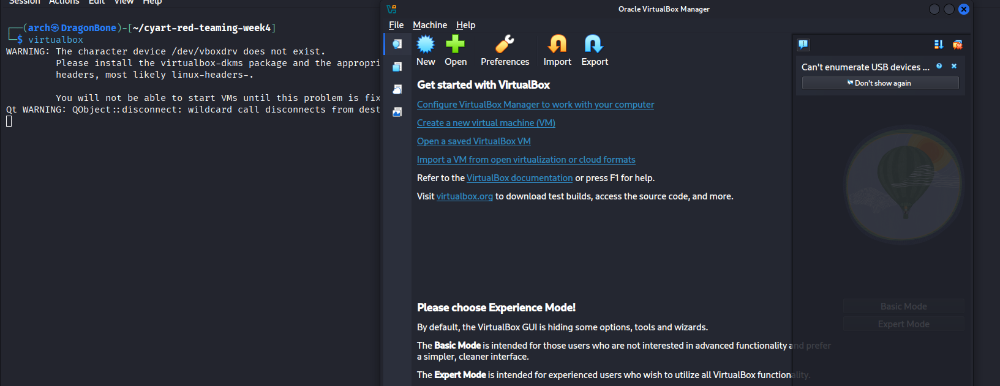 Session Actions Edit View Help
(arch㉿DragonBone)-[~/cyart-red-teaming-week4]
$ virtualbox
WARNING: The character device /dev/vboxdrv does not exist.
Please install the virtualbox-dkms package and the appropri
headers, most likely linux-headers-.
You will not be able to start VMs until this problem is fix
Qt WARNING: QObject::disconnect: wildcard call disconnects from dest
Oracle VirtualBox Manager
File Machine Help
New Open Preferences Import Export
Get started with VirtualBox
Configure VirtualBox Manager to work with your computer
Create a new virtual machine (VM)
Open a saved VirtualBox VM
Import a VM from open virtualization or cloud formats
Refer to the VirtualBox documentation or press F1 for help.
Visit virtualbox.org to download test builds, access the source code, and more.
Can't enumerate USB devices ...
Don't show again
Please choose Experience Mode!
By default, the VirtualBox GUI is hiding some options, tools and wizards.
The Basic Mode is intended for those users who are not interested in advanced functionality and prefer
a simpler, cleaner interface.
The Expert Mode is intended for experienced users who wish to utilize all VirtualBox functionality.
Basic Mode
Expert Mode